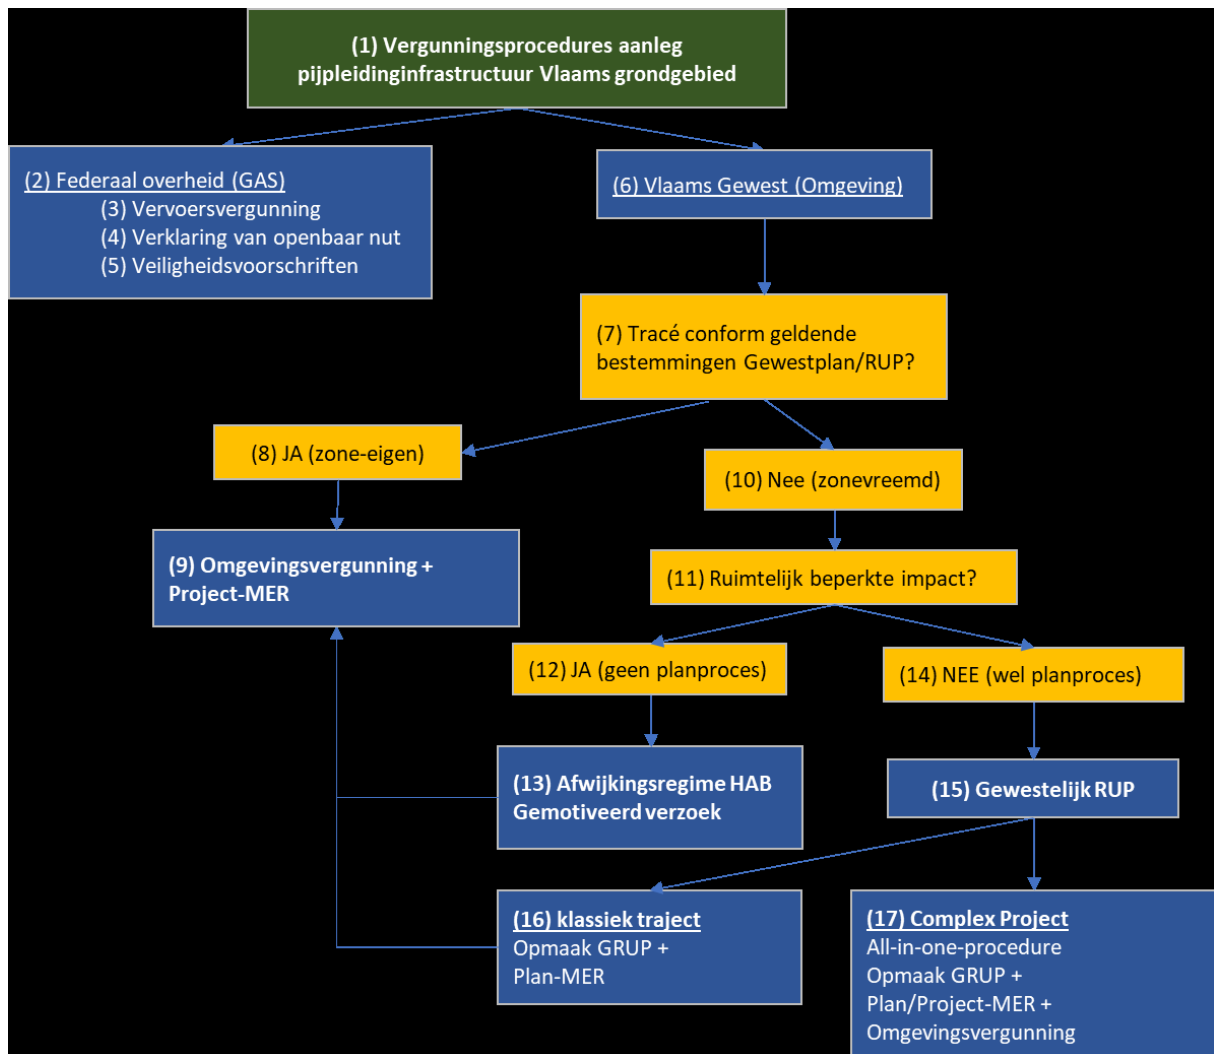 (1) Vergunningsprocedures aanleg
pijpleidinginfrastructuur Vlaams grondgebied
(2) Federaal overheid (GAS)
(3) Vervoersvergunning
(4) Verklaring van openbaar nut
(5) Veiligheidsvoorschriften
(6) Vlaams Gewest (Omgeving)
(7) Tracé conform geldende
bestemmingen Gewestplan/RUP?
(8) JA (zone-eigen)
(9) Omgevingsvergunning +
Project-MER
(10) Nee (zonevreemd)
(11) Ruimtelijk beperkte impact?
(12) JA (geen planproces)
(13) Afwijkingsregime HAB
Gemotiveerd verzoek
(14) NEE (wel planproces)
(15) Gewestelijk RUP
(16) klassiek traject
Opmaak GRUP +
Plan-MER
(17) Complex Project
All-in-one-procedure
Opmaak GRUP +
Plan/Project-MER +
Omgevingsvergunning